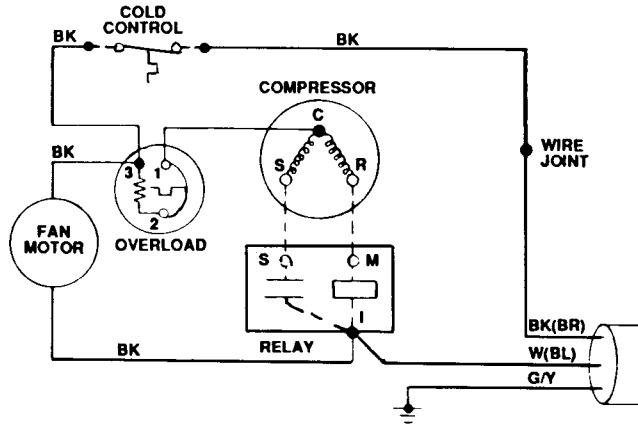 COLD
CONTROL
BK
BK
COMPRESSOR
C
S
R
WIRE
JOINT
BK
3
1
2
OVERLOAD
FAN
MOTOR
S
M
I
RELAY
BK
BK(BR)
W(BL)
G/Y